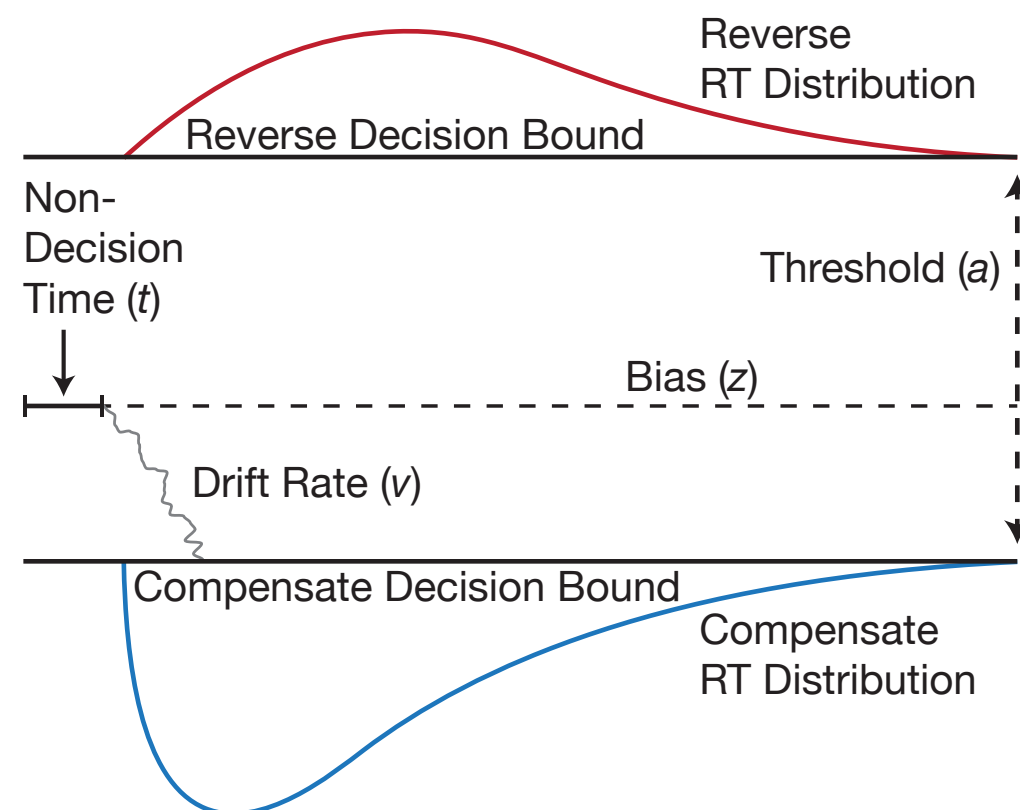 Reverse
RT Distribution
Reverse Decision Bound
Non-
Decision
Time (t)
Threshold (a)
Bias (z)
Drift Rate (v)
Compensate Decision Bound
Compensate
RT Distribution